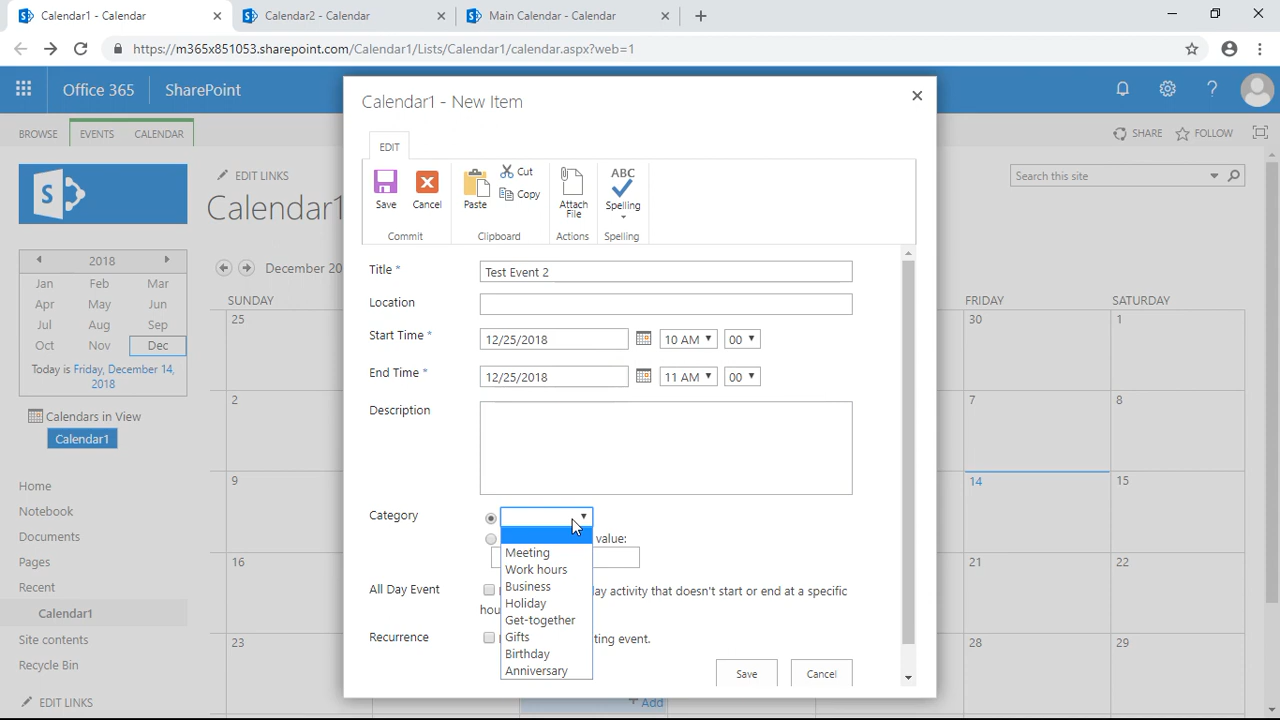 Calendar1 - Calendar
Calendar2 - Calendar
Main Calendar - Calendar
https://m365x851053.sharepoint.com/Calendar1/Lists/Calendar1/calendar.aspx?web=1
Office 365
SharePoint
BROWSE
EVENTS
CALENDAR
SHARE
FOLLOW
EDIT LINKS
Search this site
Calendar1
2018
Jan Feb Mar
Apr May Jun
Jul Aug Sep
Oct Nov Dec
Today is Friday, December 14,
2018
Calendars in View
Calendar1
Home
Notebook
Documents
Pages
Recent
Calendar1
Site contents
Recycle Bin
EDIT LINKS
December 20
SUNDAY
FRIDAY
SATURDAY
25
30
1
2
7
8
9
14
15
16
21
22
23
28
29
Add
Calendar1 - New Item
EDIT
Save
Cancel
Commit
Paste
Cut
Copy
Clipboard
Attach
File
Actions
ABC
Spelling
Spelling
Title *
Test Event 2
Location
Start Time *
12/25/2018
10 AM
00
End Time *
12/25/2018
11 AM
00
Description
Category
value:
Meeting
Work hours
Business
Holiday
Get-together
Gifts
Birthday
Anniversary
All Day Event
ay activity that doesn't start or end at a specific
hou
Recurrence
ting event.
Save
Cancel